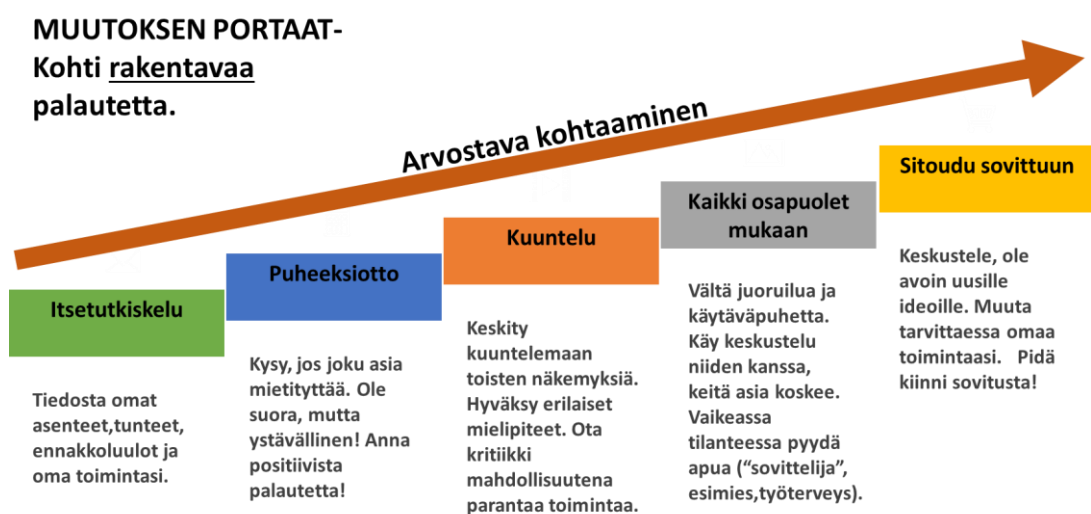 MUUTOKSEN PORTAAT-
Kohti rakentavaa
palautetta.
Arvostava kohtaaminen
Itsetutkiskelu
Tiedosta omat
asenteet,tunteet,
ennakkoluulot ja
oma toimintasi.
Puheeksiotto
Kysy, jos joku asia
mietityttää. Ole
suora, mutta
ystävällinen! Anna
positiivista
palautetta!
Kuuntelu
Keskity
kuuntelemaan
toisten näkemyksiä.
Hyväksy erilaiset
mielipiteet. Ota
kritiikki
mahdollisuutena
parantaa toimintaa.
Kaikki osapuolet
mukaan
Vältä juoruilua ja
käytäväpuhetta.
Käy keskustelu
niiden kanssa,
keitä asia koskee.
Vaikeassa
tilanteessa pyydä
apua (“sovittelija”,
esimies,työterveys).
Sitoudu sovittuun
Keskustele, ole
avoin uusille
ideoille. Muuta
tarvittaessa omaa
toimintaasi. Pidä
kiinni sovitusta!